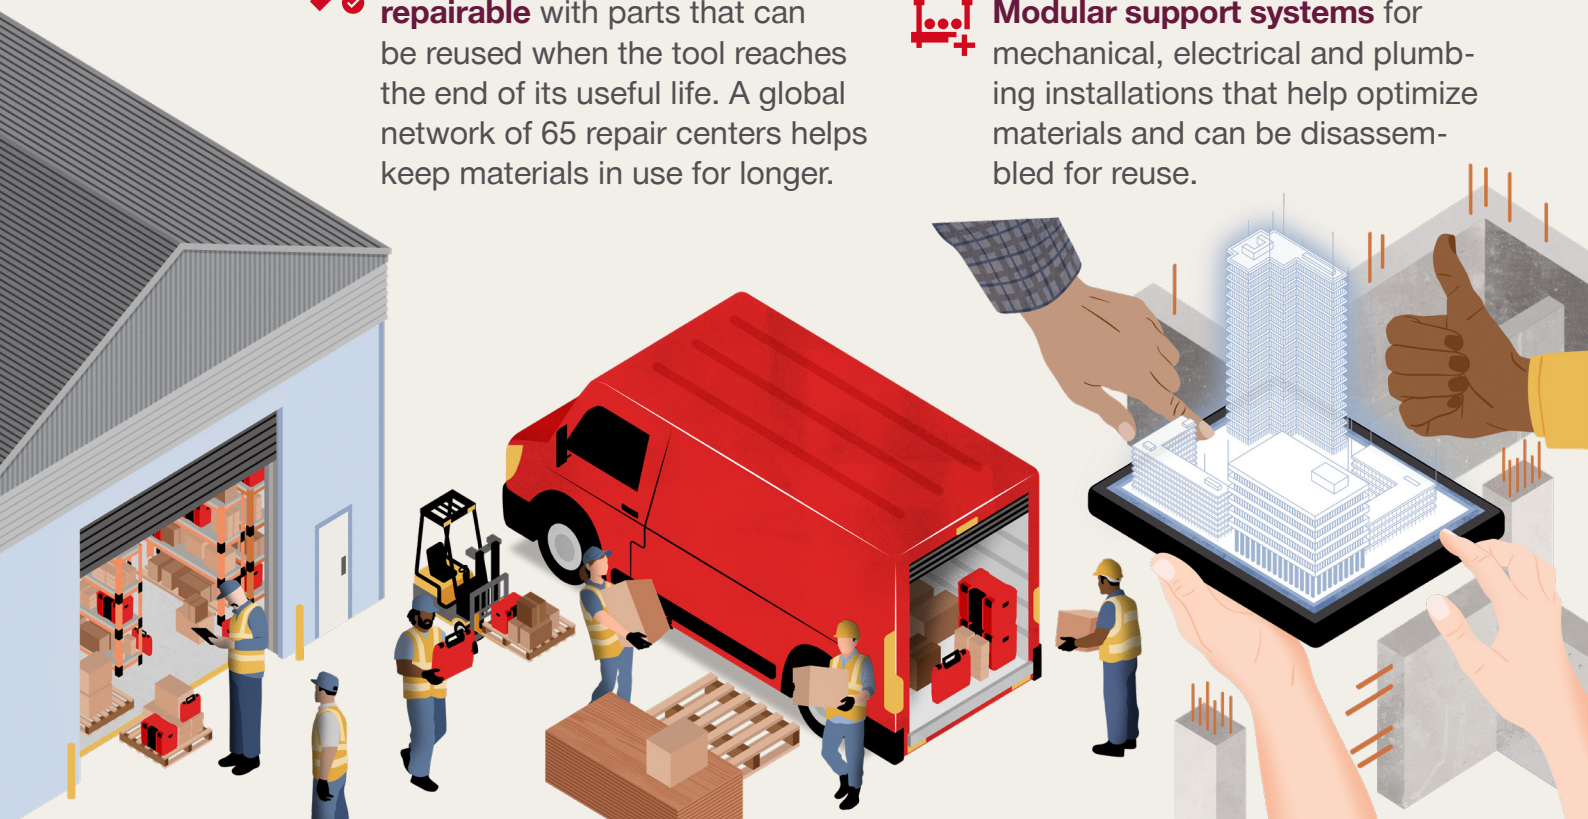 repairable with parts that can
be reused when the tool reaches
the end of its useful life. A global
network of 65 repair centers helps
keep materials in use for longer.
Modular support systems for
mechanical, electrical and plumb-
ing installations that help optimize
materials and can be disassem-
bled for reuse.